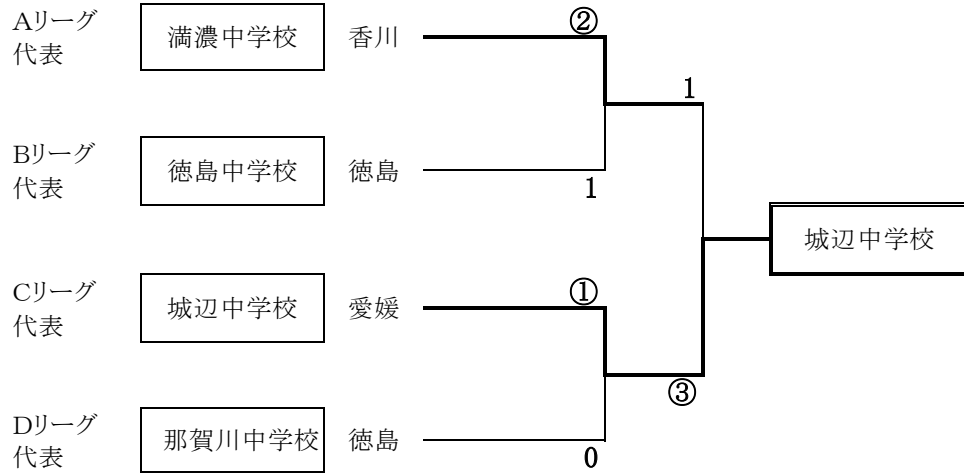 Aリーグ
代表
満濃中学校
香川
②
1
Bリーグ
代表
徳島中学校
徳島
1
城辺中学校
Cリーグ
代表
城辺中学校
愛媛
①
③
Dリーグ
代表
那賀川中学校
徳島
0